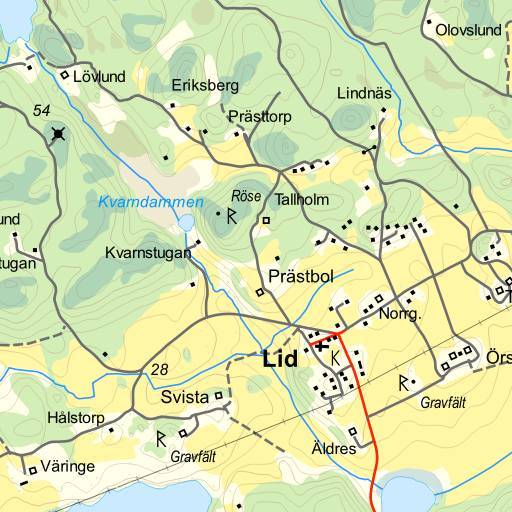 Olovslund
Lövlund
Eriksberg
Lindnäs
54
Prästtorp
Röse
Tallholm
Kvarndammen
Kvarnstugan
Prästbol
Norrg.
Lid
K
28
Svista
Gravfält
Hålstorp
Gravfält
Äldres
Väringe